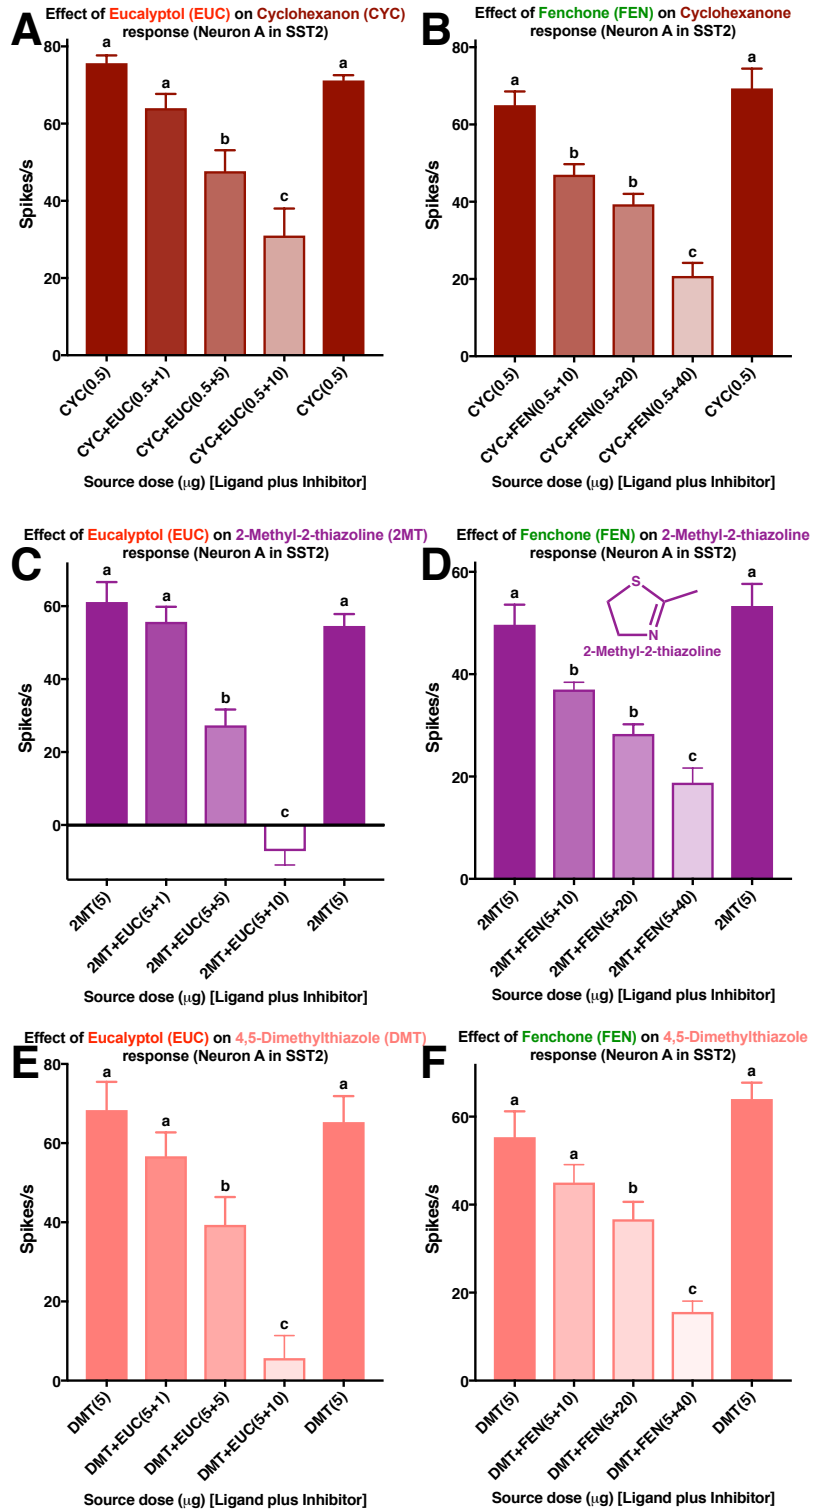 A
Effect of Eucalyptol (EUC) on Cyclohexanon (CYC)
response (Neuron A in SST2)
Spikes/s
80
60
40
20
0
a
a
b
c
a
CYC(0.5)
CYC+EUC(0.5+1)
CYC+EUC(0.5+5)
CYC+EUC(0.5+10)
CYC(0.5)
Source dose (μg) [Ligand plus Inhibitor]
B
Effect of Fenchone (FEN) on Cyclohexanone
response (Neuron A in SST2)
Spikes/s
80
60
40
20
0
a
b
b
c
a
CYC(0.5)
CYC+FEN(0.5+10)
CYC+FEN(0.5+20)
CYC+FEN(0.5+40)
CYC(0.5)
Source dose (μg) [Ligand plus Inhibitor]
C
Effect of Eucalyptol (EUC) on 2-Methyl-2-thiazoline (2MT)
response (Neuron A in SST2)
Spikes/s
60
40
20
0
a
a
b
c
a
2MT(5)
2MT+EUC(5+1)
2MT+EUC(5+5)
2MT+EUC(5+10)
2MT(5)
Source dose (μg) [Ligand plus Inhibitor]
D
Effect of Fenchone (FEN) on 2-Methyl-2-thiazoline
response (Neuron A in SST2)
Spikes/s
60
40
20
0
a
b
b
c
a
S
N
2-Methyl-2-thiazoline
2MT(5)
2MT+FEN(5+10)
2MT+FEN(5+20)
2MT+FEN(5+40)
2MT(5)
Source dose (μg) [Ligand plus Inhibitor]
E
Effect of Eucalyptol (EUC) on 4,5-Dimethylthiazole (DMT)
response (Neuron A in SST2)
Spikes/s
80
60
40
20
0
a
a
b
c
a
DMT(5)
DMT+EUC(5+1)
DMT+EUC(5+5)
DMT+EUC(5+10)
DMT(5)
Source dose (μg) [Ligand plus Inhibitor]
F
Effect of Fenchone (FEN) on 4,5-Dimethylthiazole
response (Neuron A in SST2)
Spikes/s
60
40
20
0
a
a
b
c
a
DMT(5)
DMT+FEN(5+10)
DMT+FEN(5+20)
DMT+FEN(5+40)
DMT(5)
Source dose (μg) [Ligand plus Inhibitor]